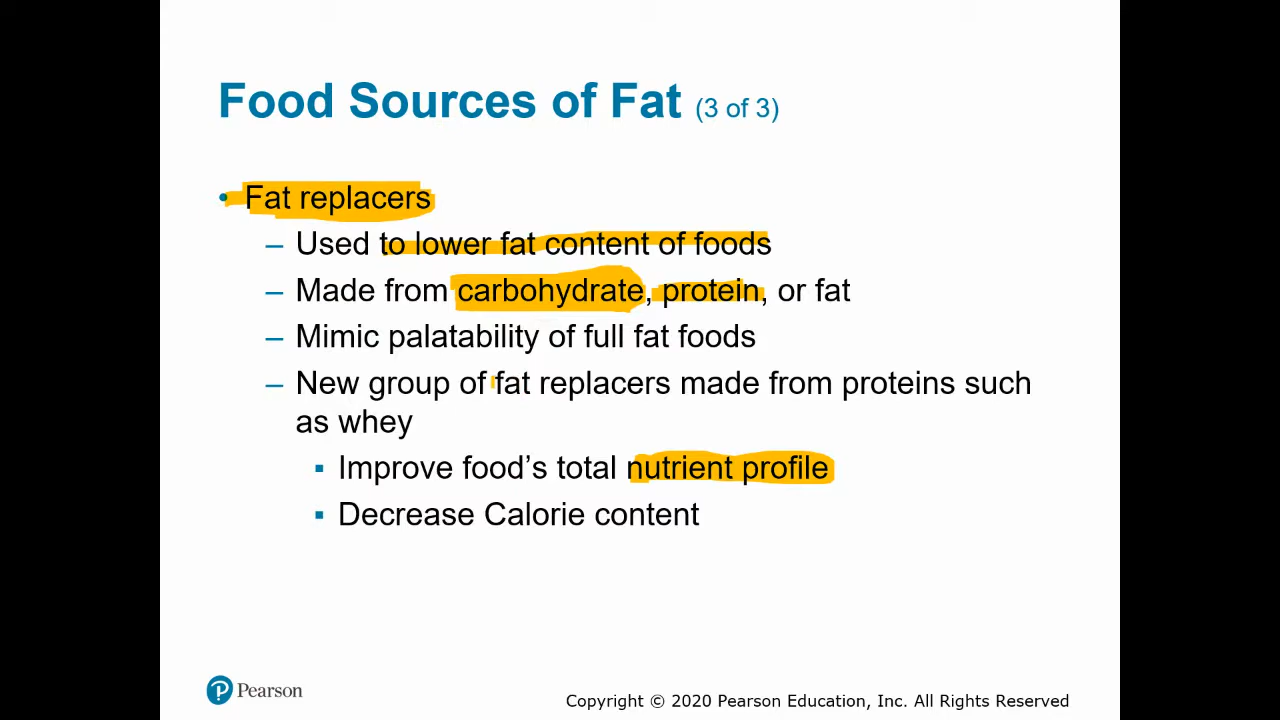 Food Sources of Fat (3 of 3)
• Fat replacers
– Used to lower fat content of foods
– Made from carbohydrate, protein, or fat
– Mimic palatability of full fat foods
– New group of fat replacers made from proteins such
as whey
▪ Improve food’s total nutrient profile
▪ Decrease Calorie content
Pearson
Copyright © 2020 Pearson Education, Inc. All Rights Reserved